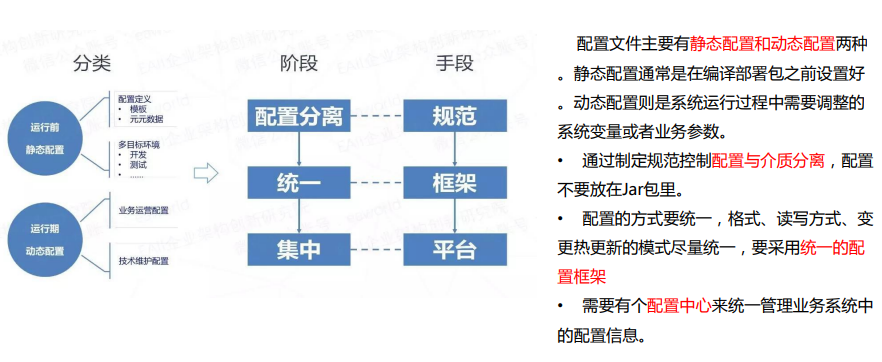 分类
阶段
手段
运行前
静态配置
配置定义
• 模板
• 元元数据
多目标环境
• 开发
• 测试
• ......
运行期
动态配置
业务运营配置
技术维护配置
配置分离
规范
统一
框架
集中
平台
配置文件主要有静态配置和动态配置两种
。静态配置通常是在编译部署包之前设置好
。动态配置则是系统运行过程中需要调整的
系统变量或者业务参数。
• 通过制定规范控制配置与介质分离，配置
不要放在Jar包里。
• 配置的方式要统一，格式、读写方式、变
更热更新的模式尽量统一，要采用统一的配
置框架
• 需要有个配置中心来统一管理业务系统中
的配置信息。